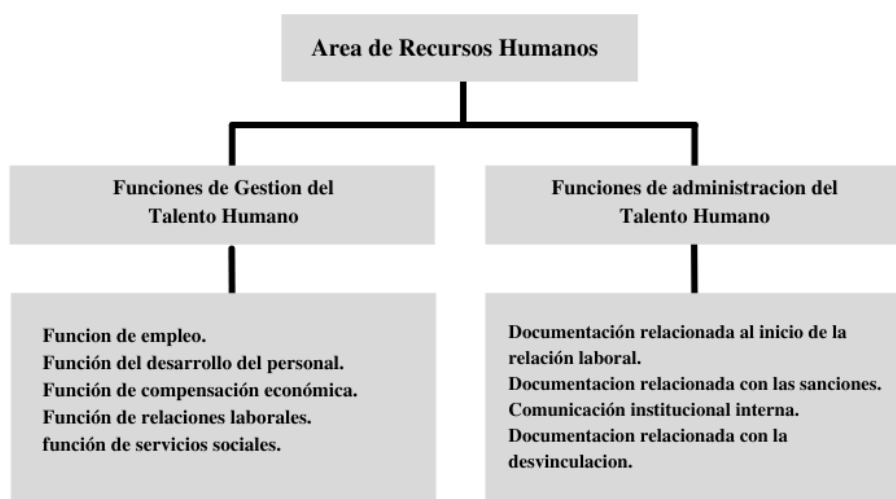 Area de Recursos Humanos
Funciones de Gestion del
Talento Humano
Funciones de administracion del
Talento Humano
Funcion de empleo.
Función del desarrollo del personal.
Función de compensación económica.
Función de relaciones laborales.
función de servicios sociales.
Documentación relacionada al inicio de la
relación laboral.
Documentacion relacionada con las sanciones.
Comunicación institucional interna.
Documentacion relacionada con la
desvinculacion.